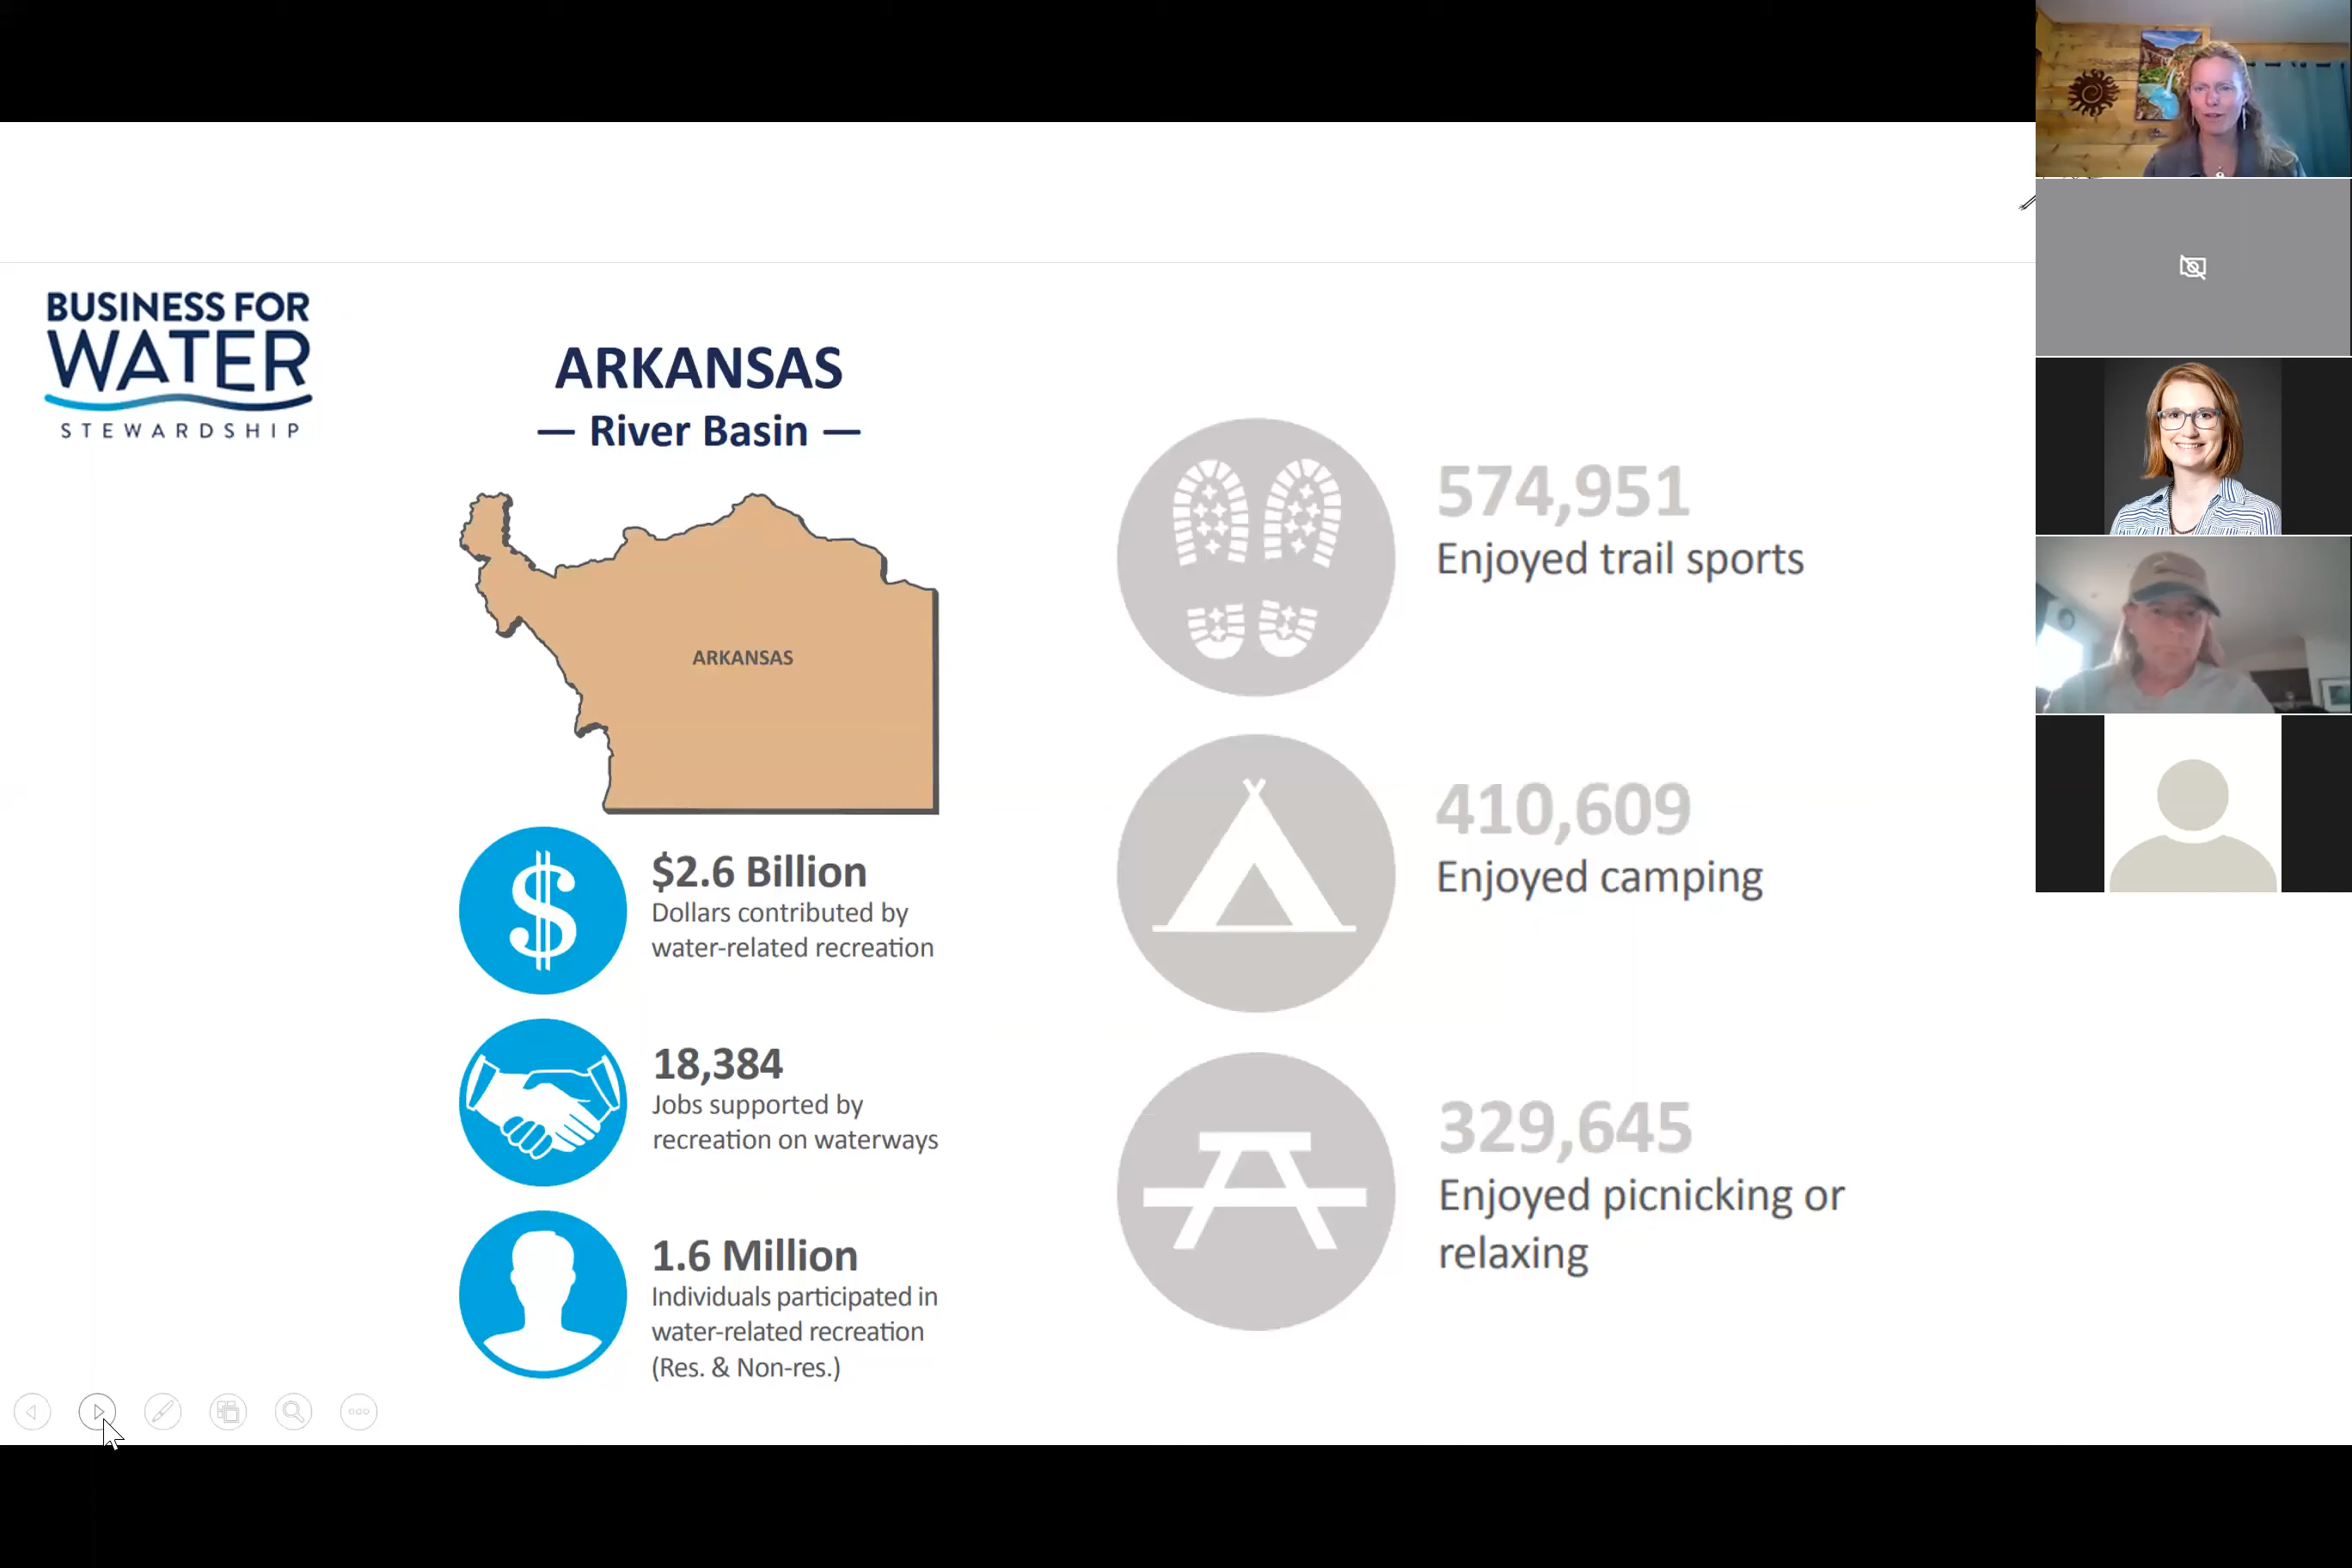 BUSINESS FOR
WATER
STEWARDSHIP
ARKANSAS
— River Basin —
ARKANSAS
$2.6 Billion
Dollars contributed by
water-related recreation
18,384
Jobs supported by
recreation on waterways
1.6 Million
Individuals participated in
water-related recreation
(Res. & Non-res.)
574,951
Enjoyed trail sports
410,609
Enjoyed camping
329,645
Enjoyed picnicking or
relaxing